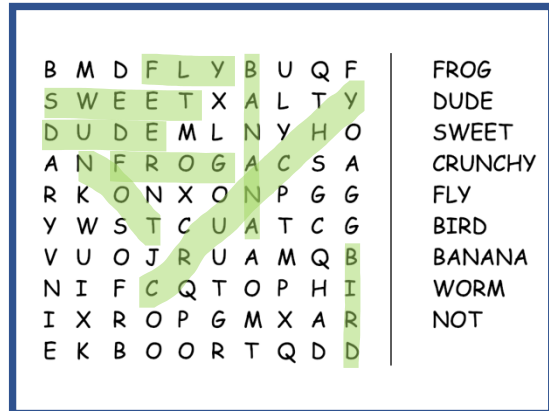 B M D F L Y B U Q F
S W E E T X A L T Y
D U D E M L N Y H O
A N F R O G A C S A
R K O N X O N P G G
Y W S T C U A T C G
V U O J R U A M Q B
N I F C Q T O P H I
I X R O P G M X A R
E K B O O R T Q D D
FROG
DUDE
SWEET
CRUNCHY
FLY
BIRD
BANANA
WORM
NOT